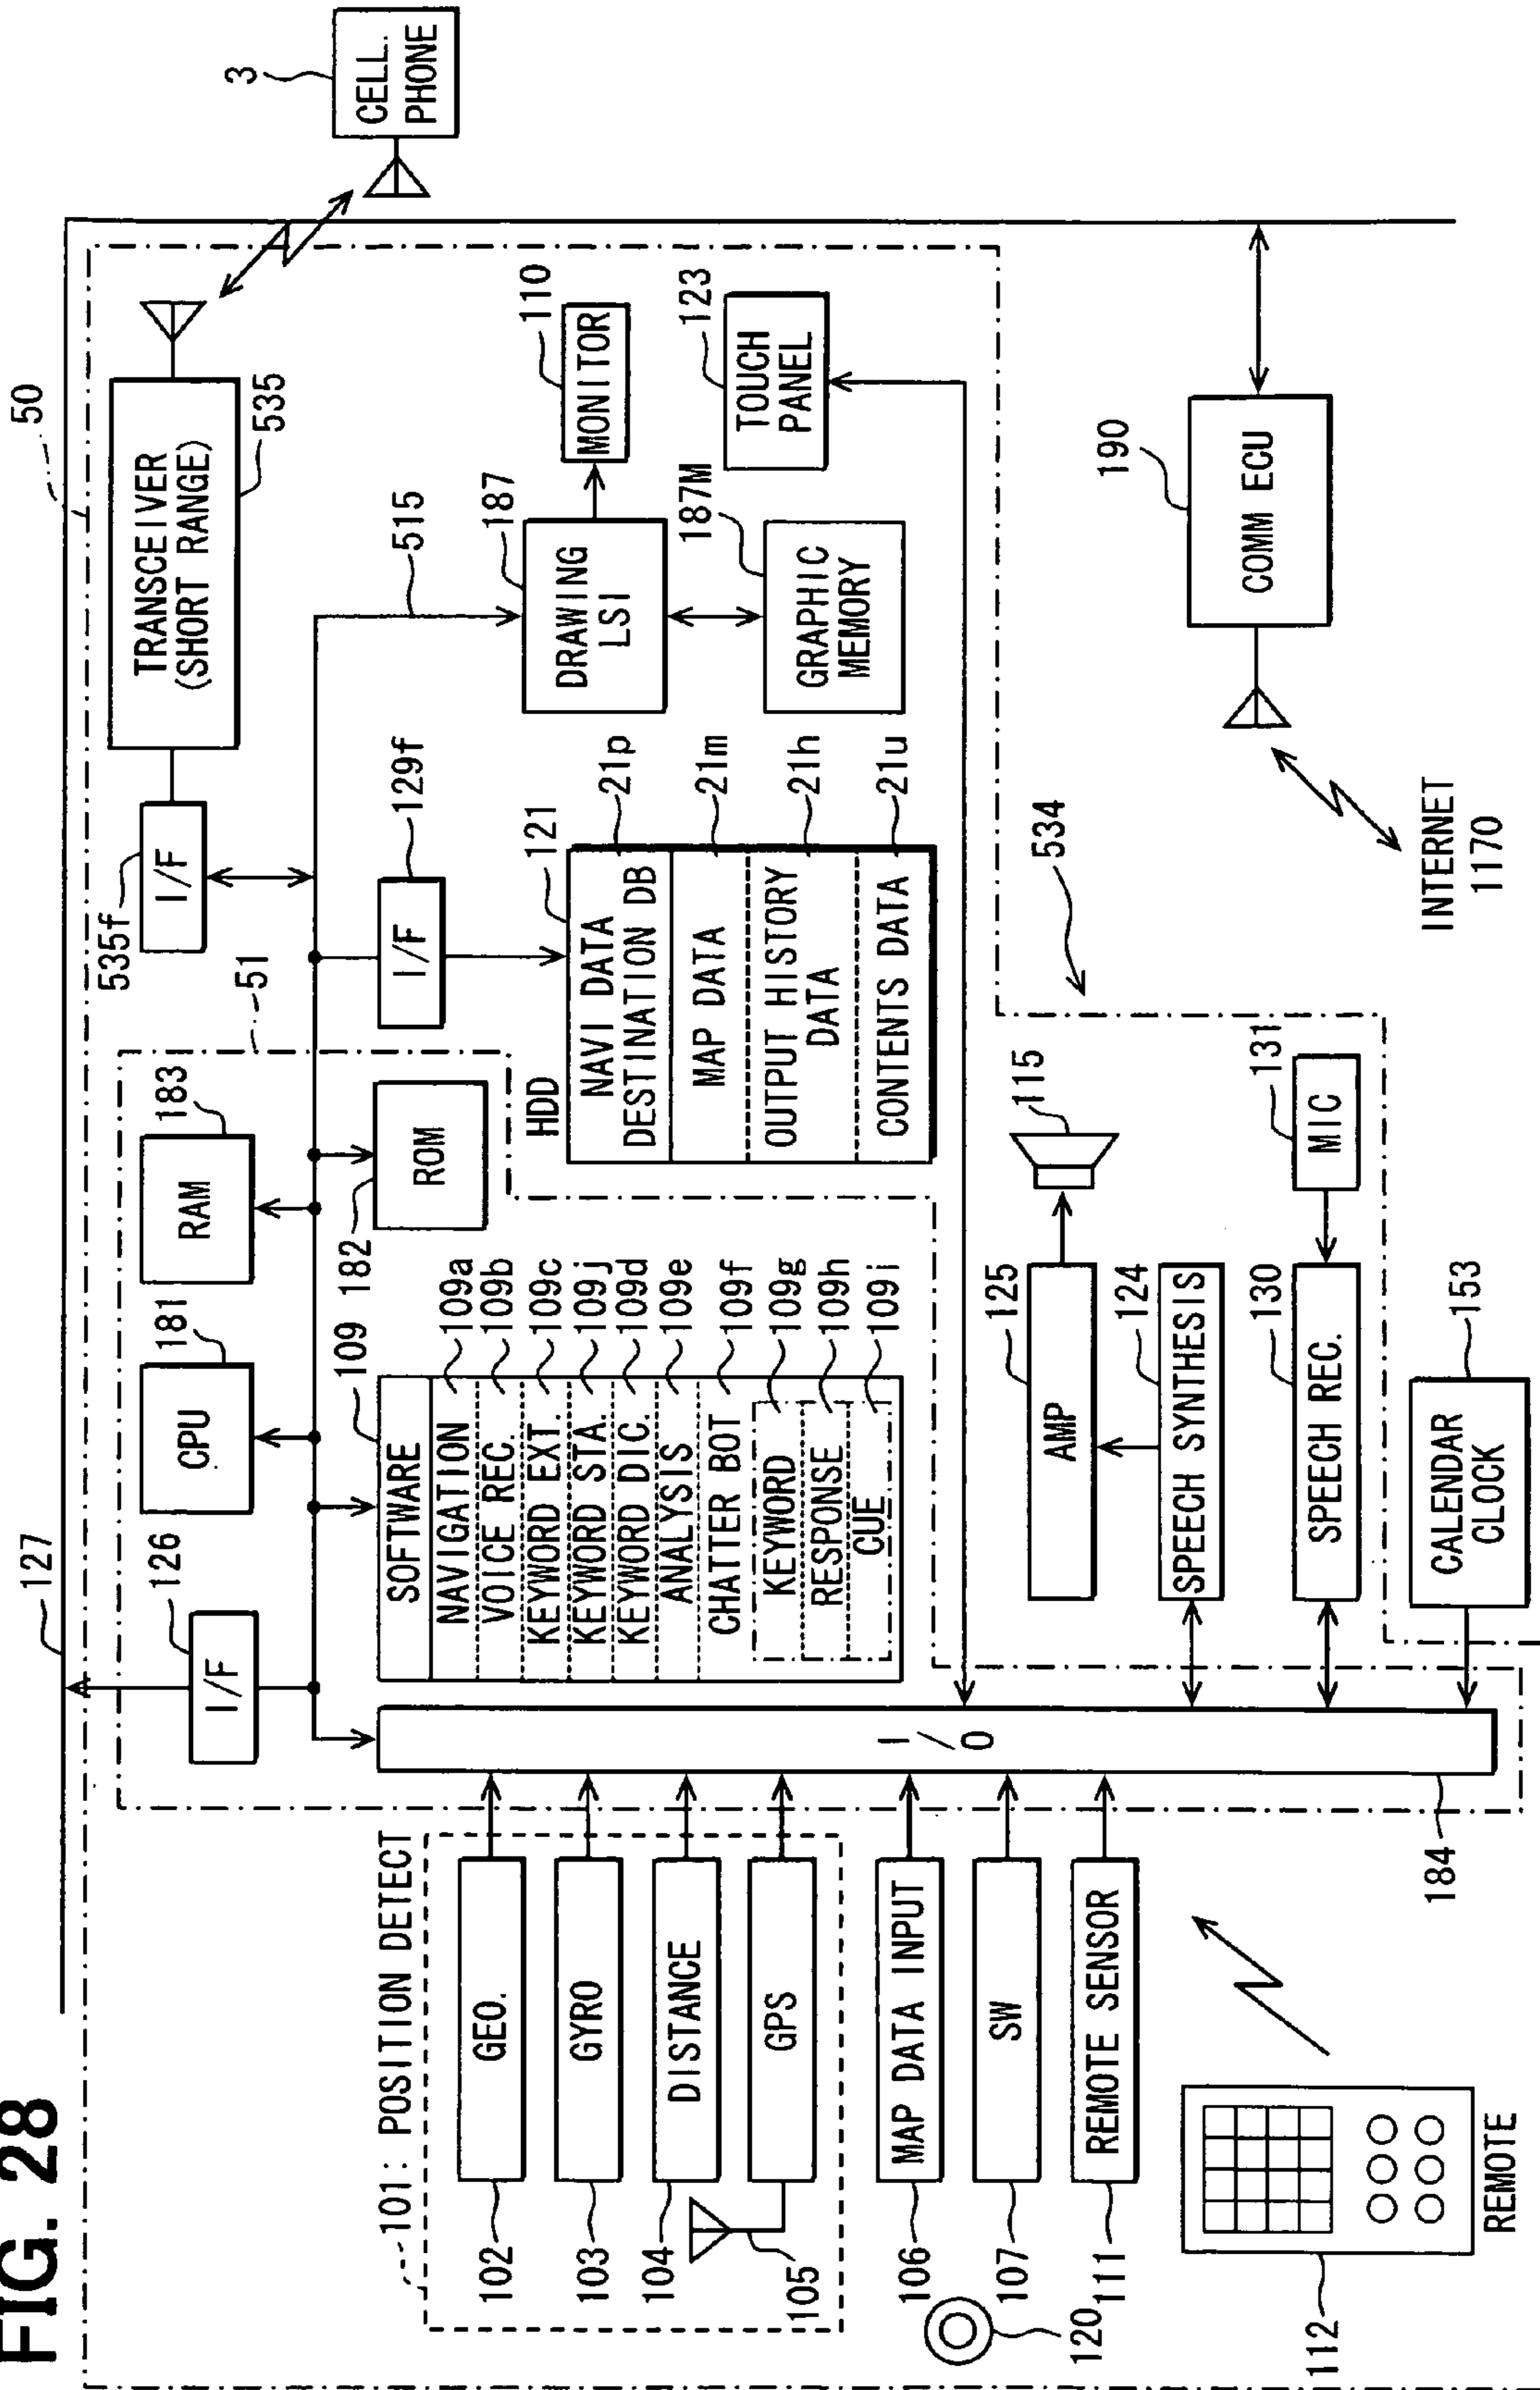 FIG. 28
127
50
3
CELL.
PHONE
126
I/F
181
CPU
183
RAM
51
535f
I/F
TRANSCEIVER
(SHORT RANGE)
535
101: POSITION DETECT
102
GEO.
103
GYRO
104
DISTANCE
105
GPS
106
MAP DATA INPUT
107
SW
111
REMOTE SENSOR
120
112
REMOTE
184
I/O
109
SOFTWARE
NAVIGATION
109a
VOICE REC.
109b
KEYWORD EXT.
109c
KEYWORD STA.
109j
KEYWORD DIC.
109d
ANALYSIS
109e
CHATTER BOT
109f
KEYWORD
109g
RESPONSE
109h
CUE
109i
182
ROM
129f
I/F
HDD
121
NAVI DATA
DESTINATION DB
21p
MAP DATA
21m
OUTPUT HISTORY
DATA
21h
CONTENTS DATA
21u
515
187
DRAWING
LSI
110
MONITOR
187M
GRAPHIC
MEMORY
123
TOUCH
PANEL
125
AMP
115
124
SPEECH SYNTHESIS
130
SPEECH REC.
131
MIC
153
CALENDAR
CLOCK
534
190
COMM ECU
INTERNET
1170